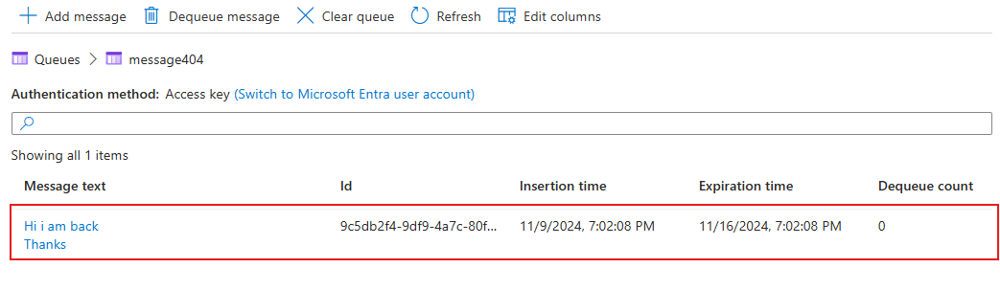 Add message Dequeue message Clear queue Refresh Edit columns
Queues > message404
Authentication method: Access key (Switch to Microsoft Entra user account)
Showing all 1 items
Message text Id Insertion time Expiration time Dequeue count
Hi i am back 9c5db2f4-9df9-4a7c-80f... 11/9/2024, 7:02:08 PM 11/16/2024, 7:02:08 PM 0
Thanks